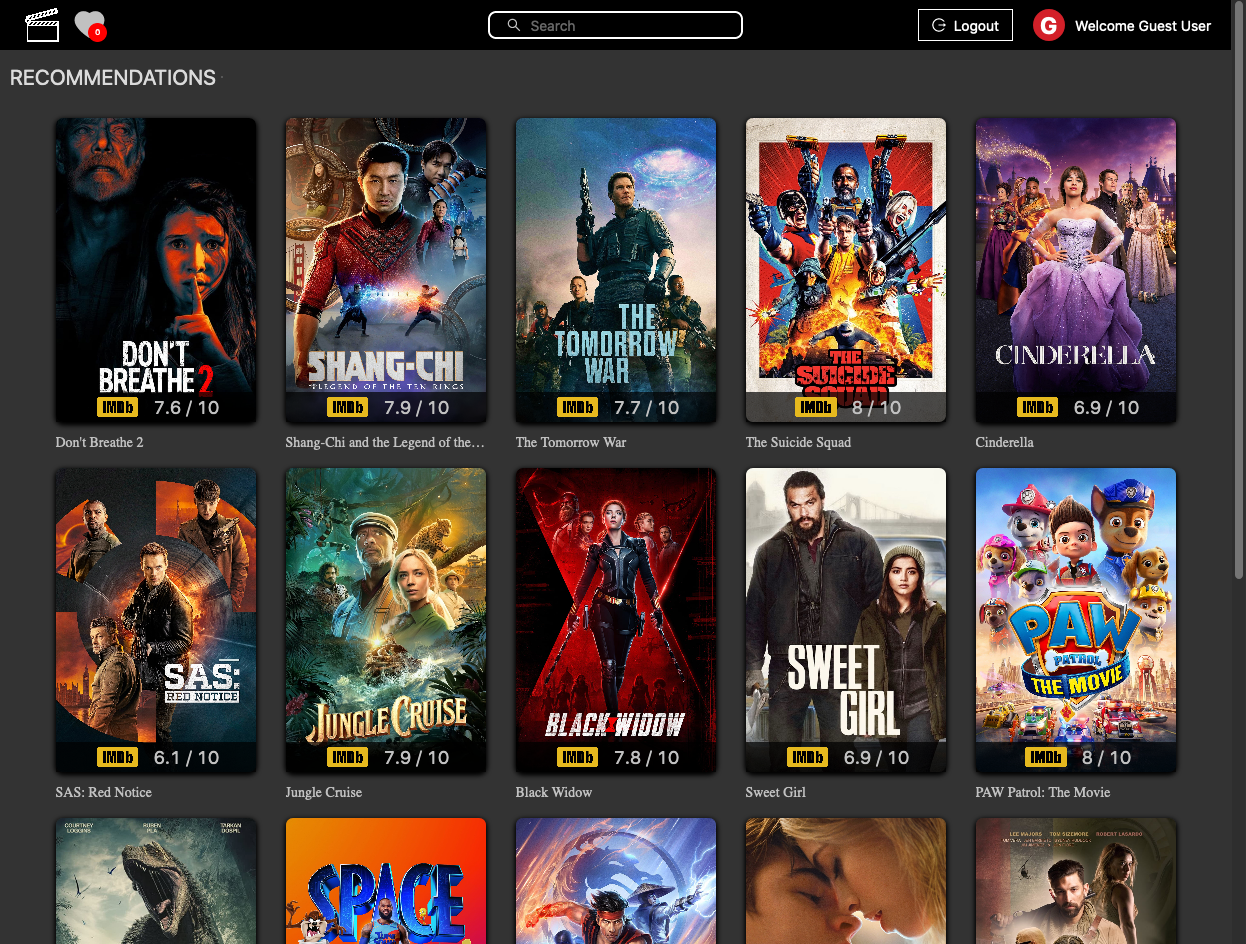 0
Search
Logout
G
Welcome Guest User
RECOMMENDATIONS
DON'T
BREATHE 2
IMDb 7.6 / 10
SHANG-CHI
LEGEND OF THE TEN RINGS
IMDb 7.9 / 10
THE
TOMORROW
WAR
IMDb 7.7 / 10
THE
SUICIDE
SQUAD
IMDb 8 / 10
CINDERELLA
IMDb 6.9 / 10
Don't Breathe 2
Shang-Chi and the Legend of the…
The Tomorrow War
The Suicide Squad
Cinderella
SAS:
RED NOTICE
IMDb 6.1 / 10
JUNGLE CRUISE
IMDb 7.9 / 10
BLACK WIDOW
IMDb 7.8 / 10
SWEET
GIRL
IMDb 6.9 / 10
PAW
PATROL
THE MOVIE
IMDb 8 / 10
SAS: Red Notice
Jungle Cruise
Black Widow
Sweet Girl
PAW Patrol: The Movie
COURTNEY
LOGGINS
RUBEN
PLA
TARKAN
DOSPIL
SPACE
LEE MAJORS TOM SIZEMORE ROBERT LASARDO